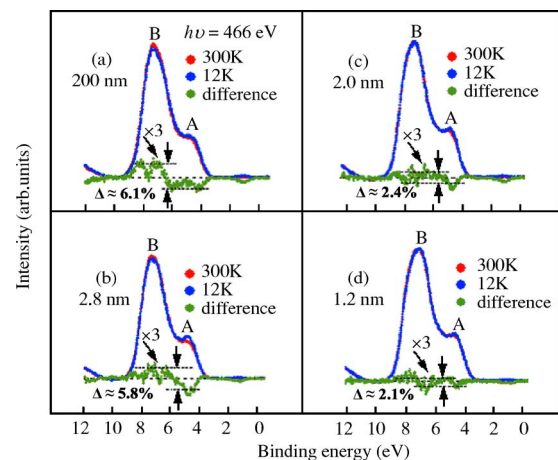 Intensity (arb.units)
(a)
200 nm
B
hυ = 466 eV
300K
12K
difference
A
×3
Δ ≈ 6.1%
(c)
2.0 nm
B
300K
12K
difference
A
×3
Δ ≈ 2.4%
(b)
2.8 nm
B
300K
12K
difference
A
×3
Δ ≈ 5.8%
(d)
1.2 nm
B
300K
12K
difference
A
×3
Δ ≈ 2.1%
12 10 8 6 4 2 0 12 10 8 6 4 2 0
Binding energy (eV)